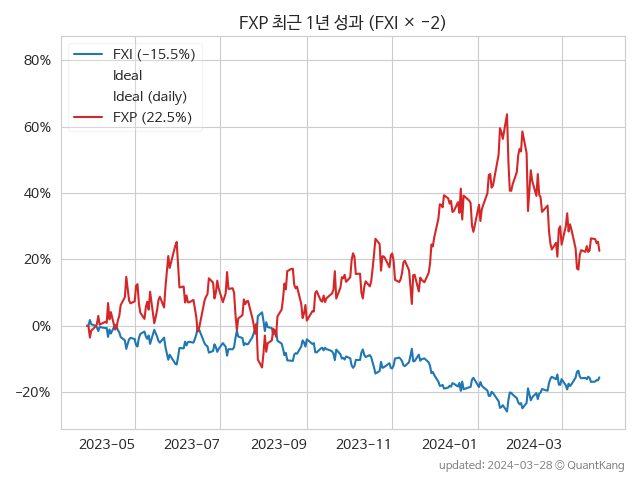 FXP 최근 1년 성과 (FXI × −2)
FXI (−15.5%)
Ideal
Ideal (daily)
FXP (22.5%)
80%
60%
40%
20%
0%
−20%
2023-05
2023-07
2023-09
2023-11
2024-01
2024-03
updated: 2024-03-28 © QuantKang